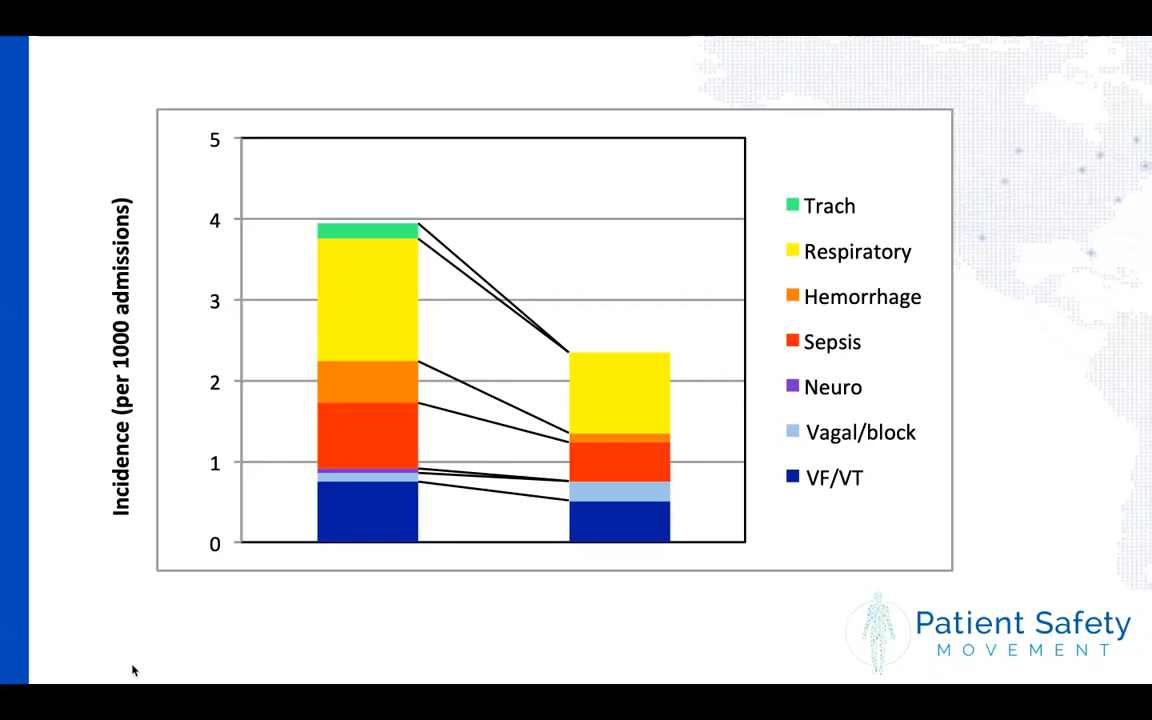 Incidence (per 1000 admissions)
5
4
3
2
1
0
Trach
Respiratory
Hemorrhage
Sepsis
Neuro
Vagal/block
VF/VT
Patient Safety
MOVEMENT